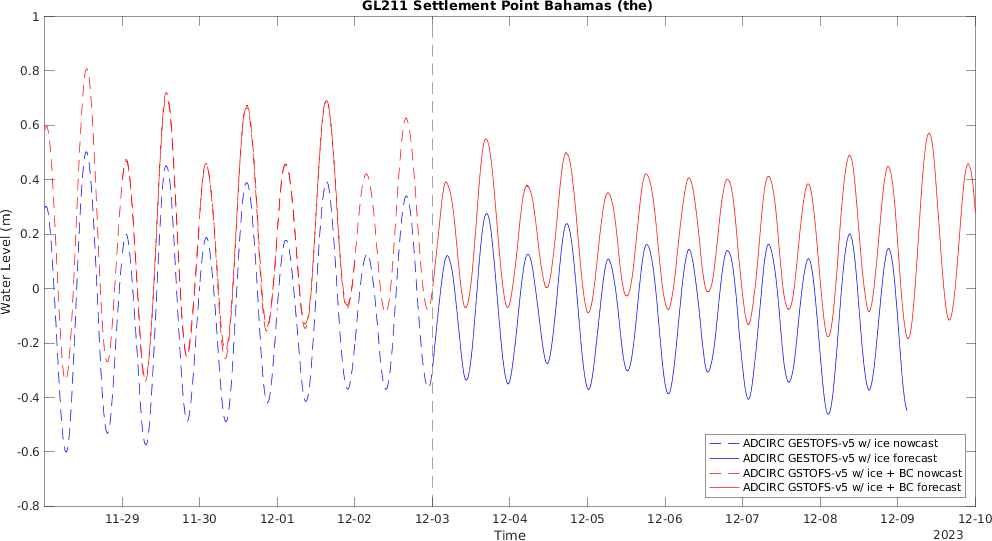 GL211 Settlement Point Bahamas (the)
1
0.8
0.6
0.4
0.2
0
-0.2
-0.4
-0.6
-0.8
Water Level (m)
ADCIRC GESTOFS-v5 w/ ice nowcast
ADCIRC GESTOFS-v5 w/ ice forecast
ADCIRC GSTOFS-v5 w/ ice + BC nowcast
ADCIRC GSTOFS-v5 w/ ice + BC forecast
11-29 11-30 12-01 12-02 12-03 12-04 12-05 12-06 12-07 12-08 12-09 12-10
Time
2023